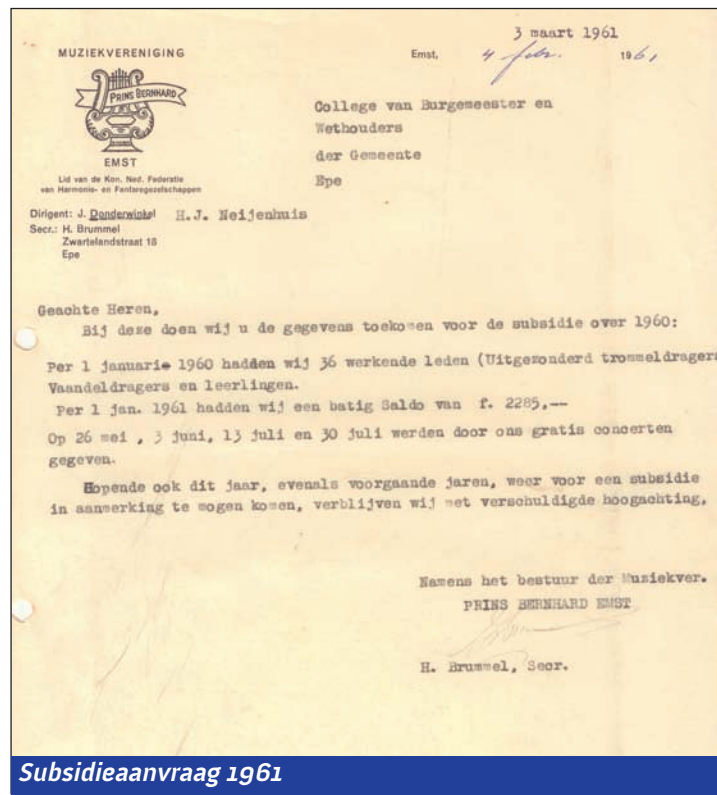 3 maart 1961
MUZIEKVERENIGING
Emst, 4 febr. 1961
PRINS BERNHARD
College van Burgemeester en
Wethouders
der Gemeente
Epe
EMST
Lid van de Kon. Ned. Federatie
van Harmonie- en Fanfaregezelschappen
Dirigent: J. Donderwinkel H.J. Neijenhuis
Secr.: H. Brummel
Zwartelandstraat 18
Epe
Geachte Heren,
Bij deze doen wij u de gegevens toekomen voor de subsidie over 1960:
Per 1 januarie 1960 hadden wij 36 werkende leden (Uitgezonderd trommeldragers
Vaandeldragers en leerlingen.
Per 1 jan. 1961 hadden wij een batig Saldo van f. 2285,--
Op 26 mei , 3 juni, 13 juli en 30 juli werden door ons gratis concerten
gegeven.
Hopende ook dit jaar, evenals voorgaande jaren, weer voor een subsidie
in aanmerking te mogen komen, verblijven wij met verschuldigde hoogachting,
Namens het bestuur der Muziekver.
PRINS BERNHARD EMST
H. Brummel, Secr.
Subsidieaanvraag 1961